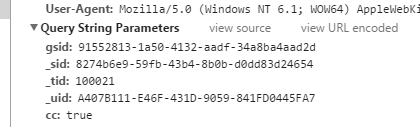 User-Agent: Mozilla/5.0 (Windows NT 6.1; WOW64) AppleWebKi
▼Query String Parameters view source view URL encoded
gsid: 91552813-1a50-4132-aadf-34a8ba4aad2d
_sid: 8274b6e9-59fb-43b4-8b0b-d0dd83d24654
_tid: 100021
_uid: A407B111-E46F-431D-9059-841FD0445FA7
cc: true